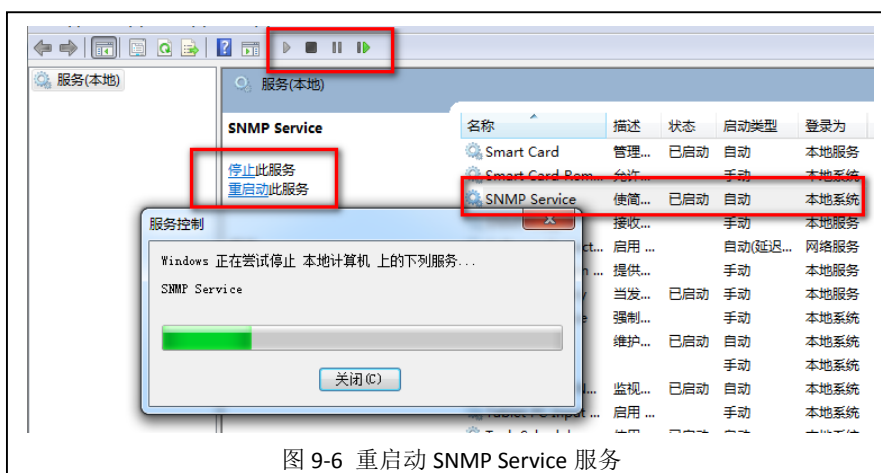 服务(本地)
服务(本地)
SNMP Service
停止此服务
重启动此服务
名称 描述 状态 启动类型 登录为
Smart Card 管理... 已启动 自动 本地服务
Smart Card Rem... 允许... 手动 本地系统
SNMP Service 使简... 已启动 自动 本地系统
接收... 手动 本地服务
ct... 启用 ... 自动(延迟... 网络服务
n ... 提供... 手动 本地服务
y 当发... 已启动 手动 本地服务
e 强制... 手动 本地系统
维护... 已启动 自动 本地系统
手动 本地系统
监视... 已启动 自动 本地系统
Tablet PC Input ... 启用 ... 手动 本地系统
服务控制
Windows 正在尝试停止 本地计算机 上的下列服务...
SNMP Service
关闭(C)
图 9-6 重启动 SNMP Service 服务